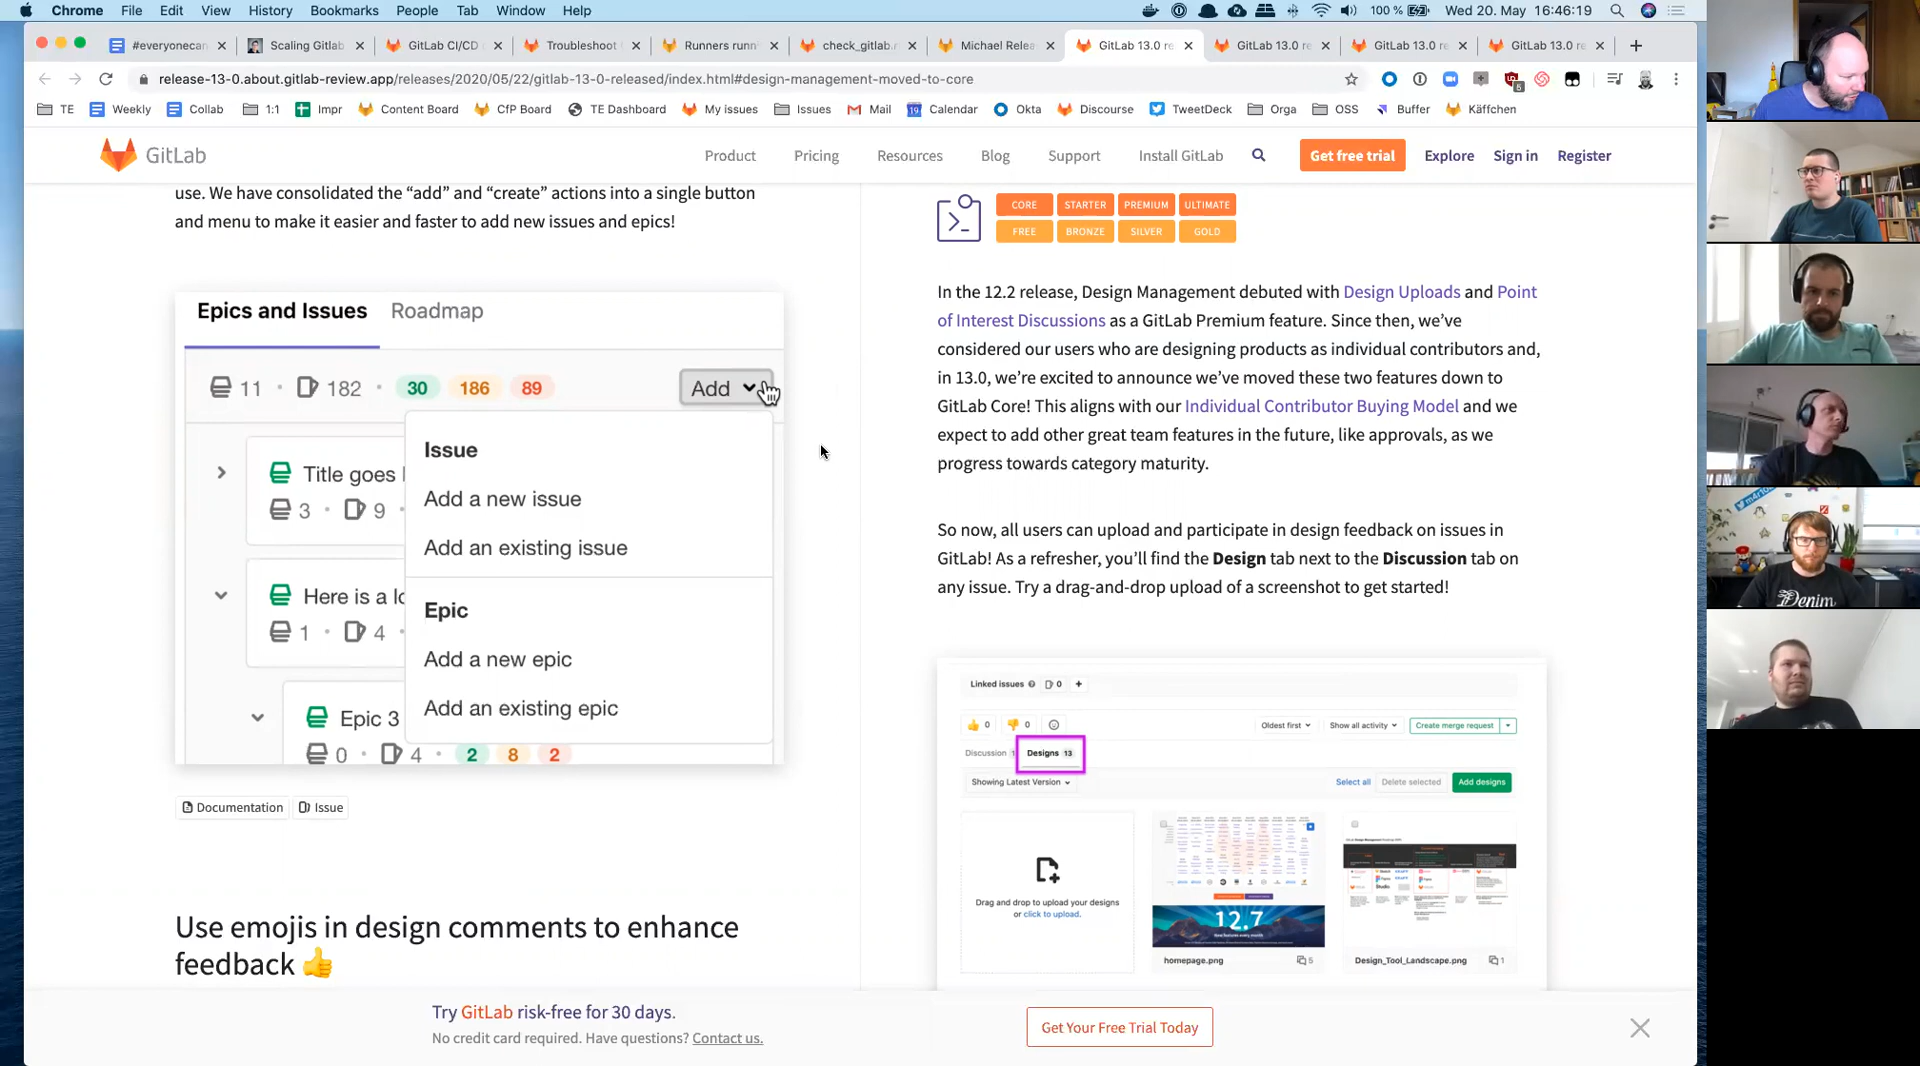 Chrome File Edit View History Bookmarks People Tab Window Help 100 % Wed 20. May 16:46:19
#everyonecan Scaling Gitlab GitLab CI/CD Troubleshoot Runners runn check_gitlab.r Michael Relea GitLab 13.0 re GitLab 13.0 re GitLab 13.0 re GitLab 13.0 re
release-13-0.about.gitlab-review.app/releases/2020/05/22/gitlab-13-0-released/index.html#design-management-moved-to-core
TE Weekly Collab 1:1 Impr Content Board CfP Board TE Dashboard My issues Issues Mail Calendar Okta Discourse TweetDeck Orga OSS Buffer Käffchen
GitLab Product Pricing Resources Blog Support Install GitLab Get free trial Explore Sign in Register
use. We have consolidated the “add” and “create” actions into a single button
and menu to make it easier and faster to add new issues and epics!
Epics and Issues Roadmap
11 · 182 · 30 186 89 Add
Issue
Title goes
Add a new issue
3 · 9 ·
Add an existing issue
Here is a lo
Epic
1 · 4 ·
Add a new epic
Add an existing epic
Epic 3
0 · 4 · 2 8 2
Documentation Issue
Use emojis in design comments to enhance
feedback 👍
CORE STARTER PREMIUM ULTIMATE
FREE BRONZE SILVER GOLD
In the 12.2 release, Design Management debuted with Design Uploads and Point
of Interest Discussions as a GitLab Premium feature. Since then, we’ve
considered our users who are designing products as individual contributors and,
in 13.0, we’re excited to announce we’ve moved these two features down to
GitLab Core! This aligns with our Individual Contributor Buying Model and we
expect to add other great team features in the future, like approvals, as we
progress towards category maturity.
So now, all users can upload and participate in design feedback on issues in
GitLab! As a refresher, you’ll find the Design tab next to the Discussion tab on
any issue. Try a drag-and-drop upload of a screenshot to get started!
Linked issues 0 +
0 0 Oldest first Show all activity Create merge request
Discussion 1 Designs 13
Showing Latest Version Select all Delete selected Add designs
Drag and drop to upload your designs
or click to upload.
12.7
homepage.png 5 Design_Tool_Landscape.png 1
Try GitLab risk-free for 30 days.
No credit card required. Have questions? Contact us.
Get Your Free Trial Today
Denim